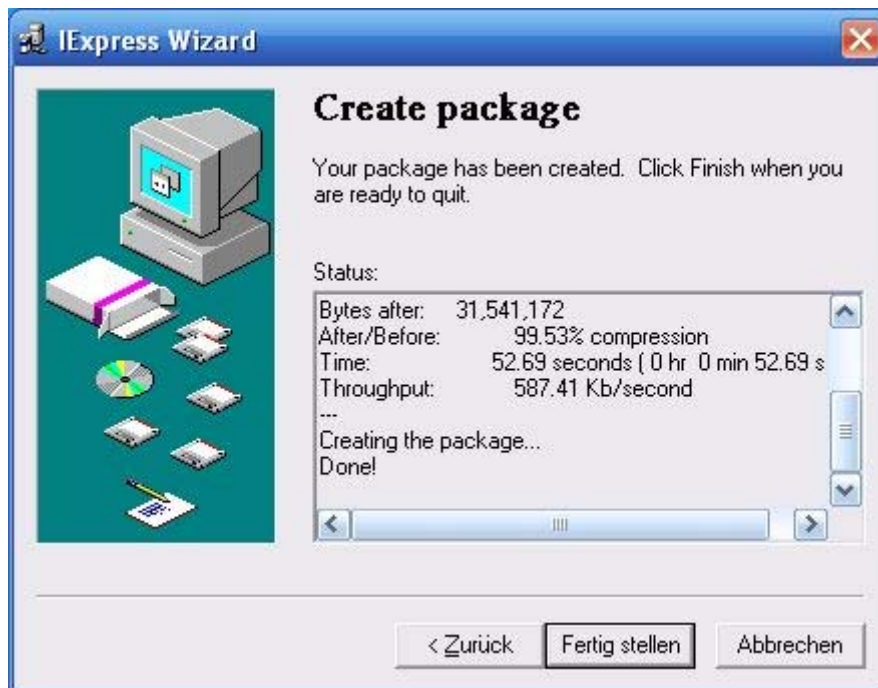 IExpress Wizard
Create package
Your package has been created. Click Finish when you
are ready to quit.
Status:
Bytes after: 31,541,172
After/Before: 99.53% compression
Time: 52.69 seconds ( 0 hr 0 min 52.69 s
Throughput: 587.41 Kb/second
---
Creating the package...
Done!
< Zurück
Fertig stellen
Abbrechen